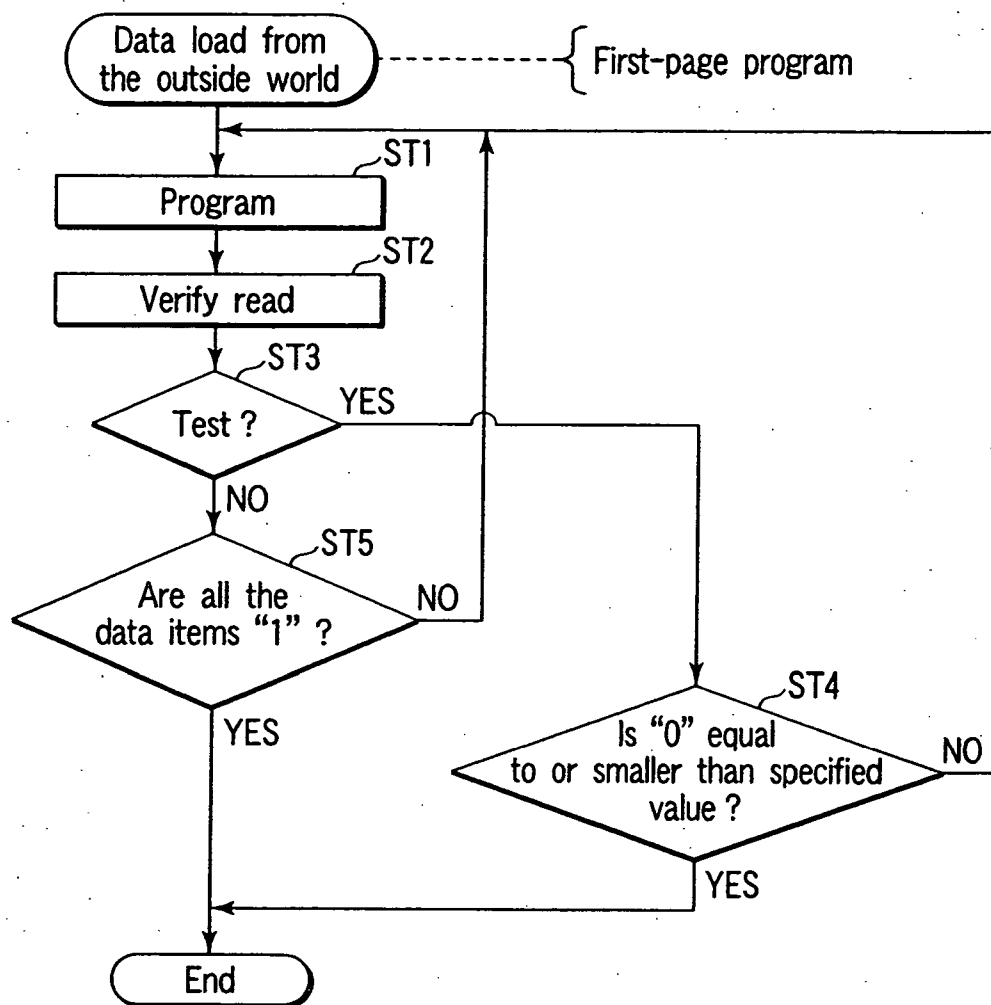 Data load from
the outside world
First-page program
ST1
Program
ST2
Verify read
ST3
Test ?
YES
NO
ST5
Are all the
data items “1” ?
NO
YES
ST4
Is “0” equal
to or smaller than specified
value ?
NO
YES
End